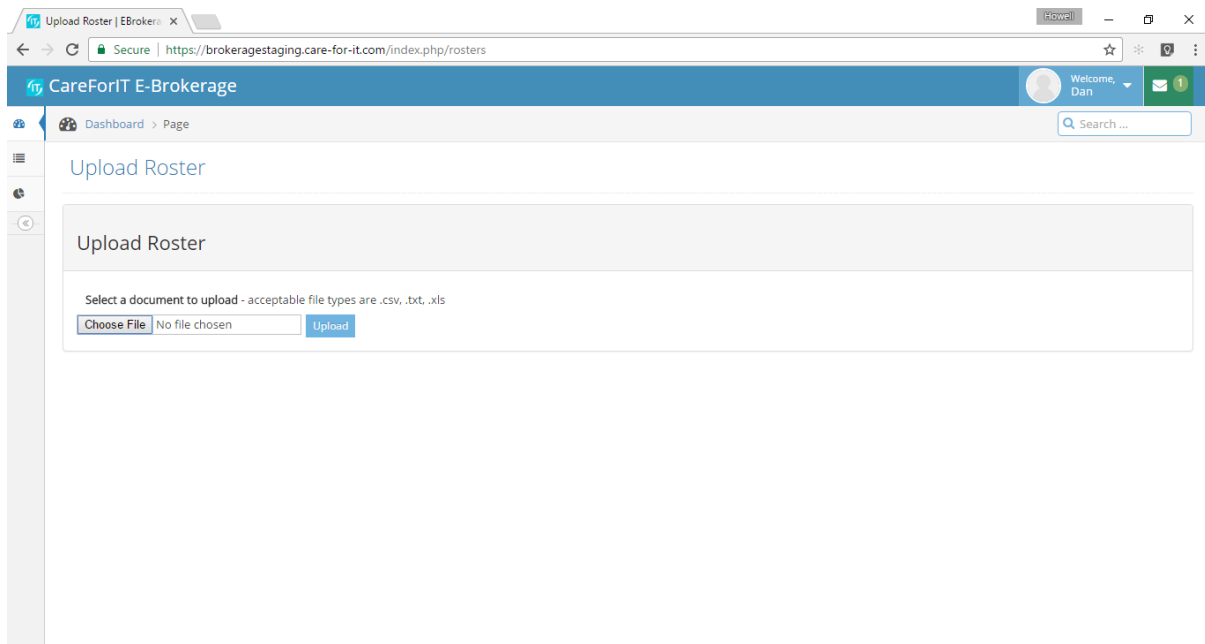 Upload Roster | EBrokera
Howell
Secure | https://brokeragestaging.care-for-it.com/index.php/rosters
CareForIT E-Brokerage
Welcome,
Dan
1
Dashboard > Page
Search ...
Upload Roster
Upload Roster
Select a document to upload - acceptable file types are .csv, .txt, .xls
Choose File No file chosen Upload